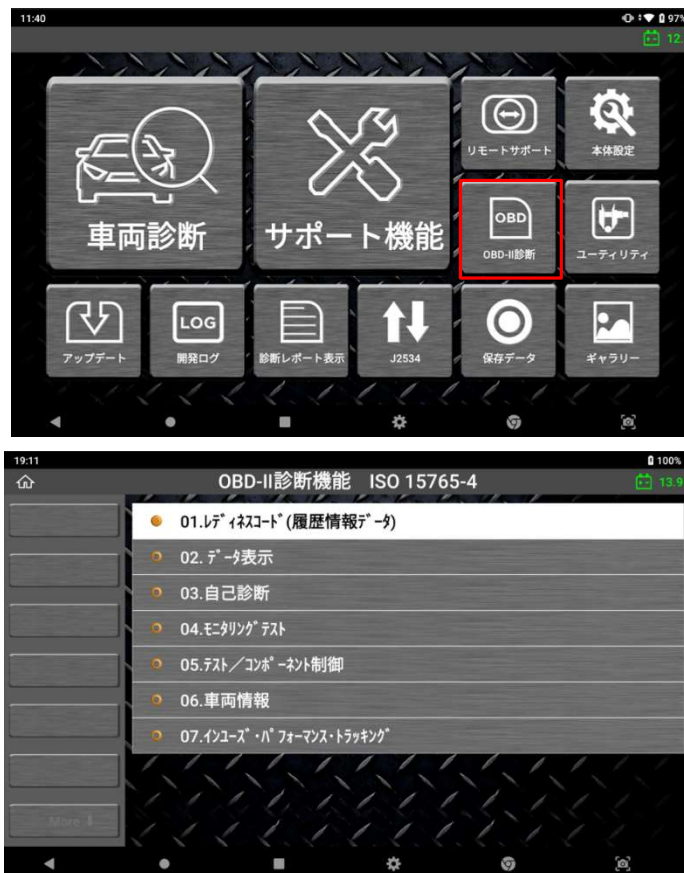 11:40
97%
12.
車両診断
サポート機能
リモートサポート
本体設定
OBD
OBD-II診断
ユーティリティ
アップデート
LOG
開発ログ
診断レポート表示
J2534
保存データ
ギャラリー
19:11
100%
OBD-II診断機能 ISO 15765-4
13.9
01.ﾚﾃﾞｨﾈｽｺｰﾄﾞ(履歴情報ﾃﾞｰﾀ)
02.ﾃﾞｰﾀ表示
03.自己診断
04.ﾓﾆﾀﾘﾝｸﾞﾃｽﾄ
05.ﾃｽﾄ／ｺﾝﾎﾟｰﾈﾝﾄ制御
06.車両情報
07.ｲﾝﾕｰｽﾞ･ﾊﾟﾌｫｰﾏﾝｽ･ﾄﾗｯｷﾝｸﾞ
More